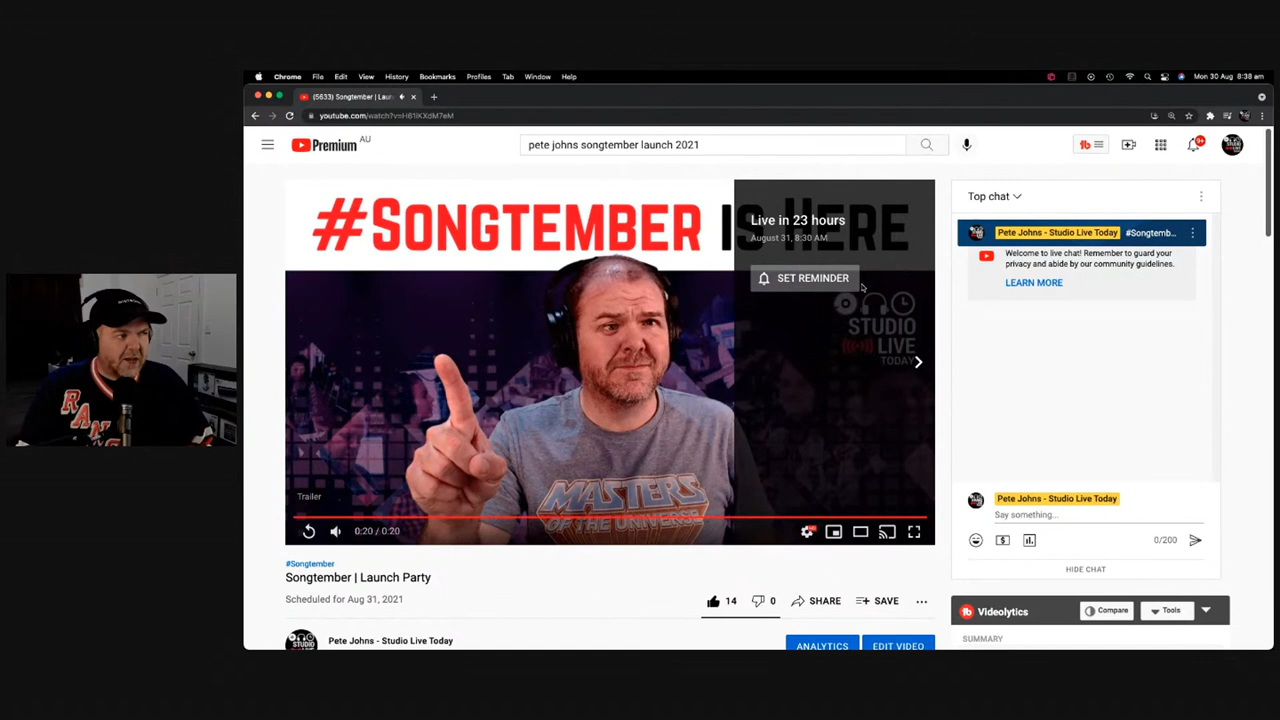 Chrome File Edit View History Bookmarks Profiles Tab Window Help
Mon 30 Aug 8:38 am
(5633) Songtember | Laun
youtube.com/watch?v=H61IKXdM7eM
Premium AU
pete johns songtember launch 2021
9+
#SONGTEMBER IS HERE
Live in 23 hours
August 31, 8:30 AM
SET REMINDER
STUDIO
LIVE
TODAY
MASTERS
OF THE UNIVERSE
Trailer
0:20 / 0:20
#Songtember
Songtember | Launch Party
Scheduled for Aug 31, 2021
14
0
SHARE
SAVE
Pete Johns - Studio Live Today
ANALYTICS
EDIT VIDEO
Top chat
Pete Johns - Studio Live Today #Songtemb...
Welcome to live chat! Remember to guard your
privacy and abide by our community guidelines.
LEARN MORE
Pete Johns - Studio Live Today
Say something...
0/200
HIDE CHAT
Videolytics
Compare
Tools
SUMMARY